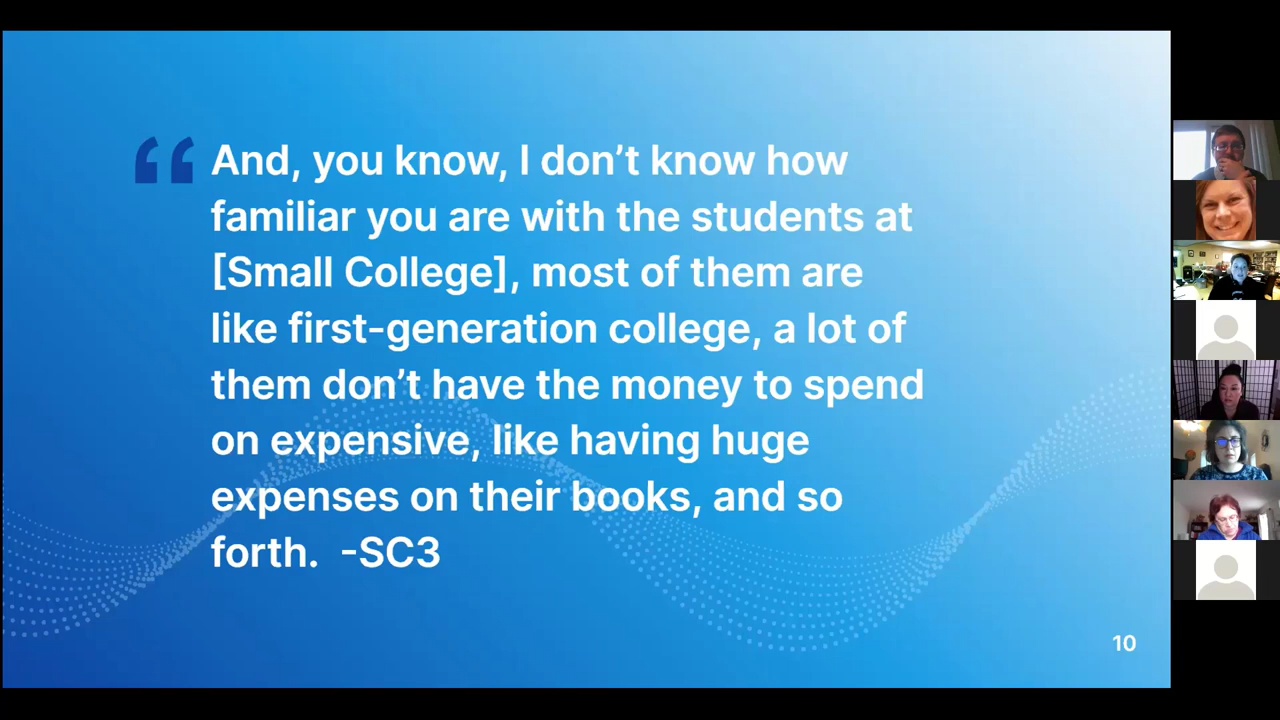 “ And, you know, I don’t know how
familiar you are with the students at
[Small College], most of them are
like first-generation college, a lot of
them don’t have the money to spend
on expensive, like having huge
expenses on their books, and so
forth.  -SC3
10